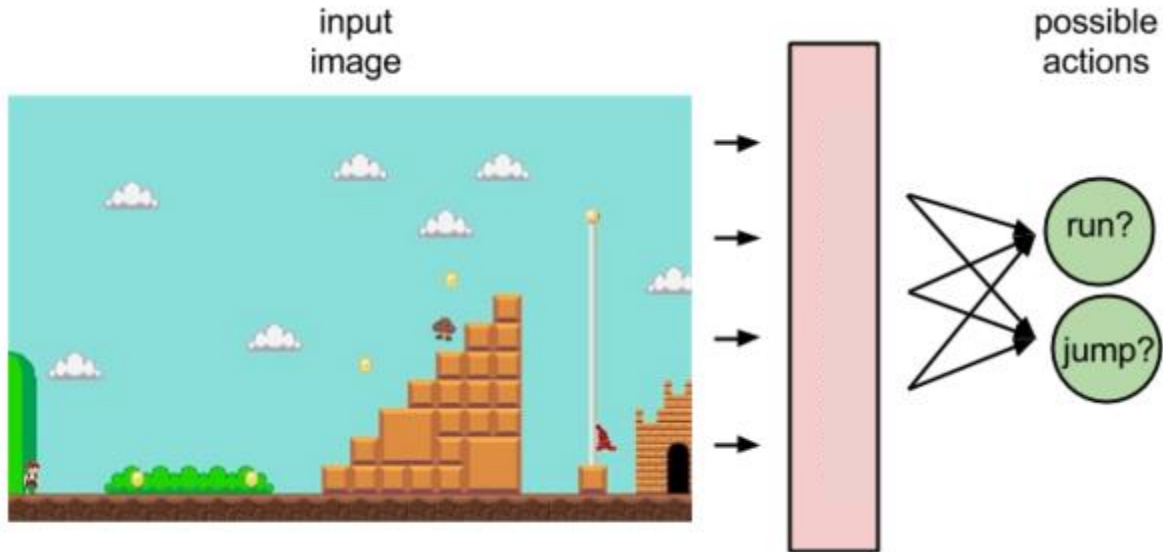 input
image
possible
actions
run?
jump?